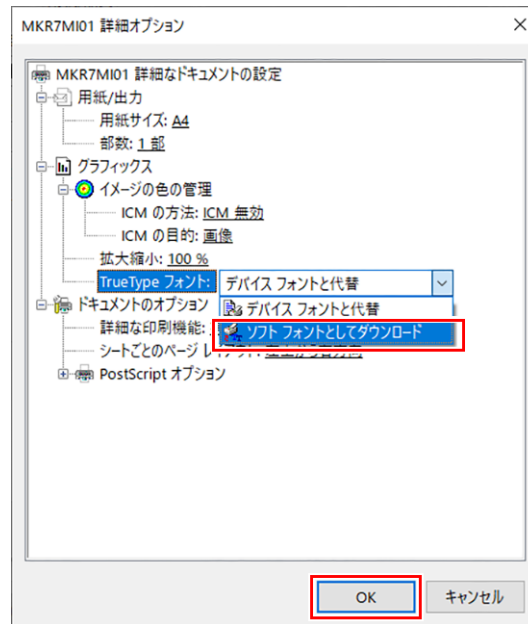 MKR7MI01 詳細オプション
MKR7MI01 詳細なドキュメントの設定
用紙/出力
用紙サイズ: A4
部数: 1 部
グラフィックス
イメージの色の管理
ICM の方法: ICM 無効
ICM の目的: 画像
拡大縮小: 100 %
TrueType フォント: デバイス フォントと代替
デバイス フォントと代替
ドキュメントのオプション
ソフト フォントとしてダウンロード
詳細な印刷機能:
シートごとのページ
PostScript オプション
OK キャンセル